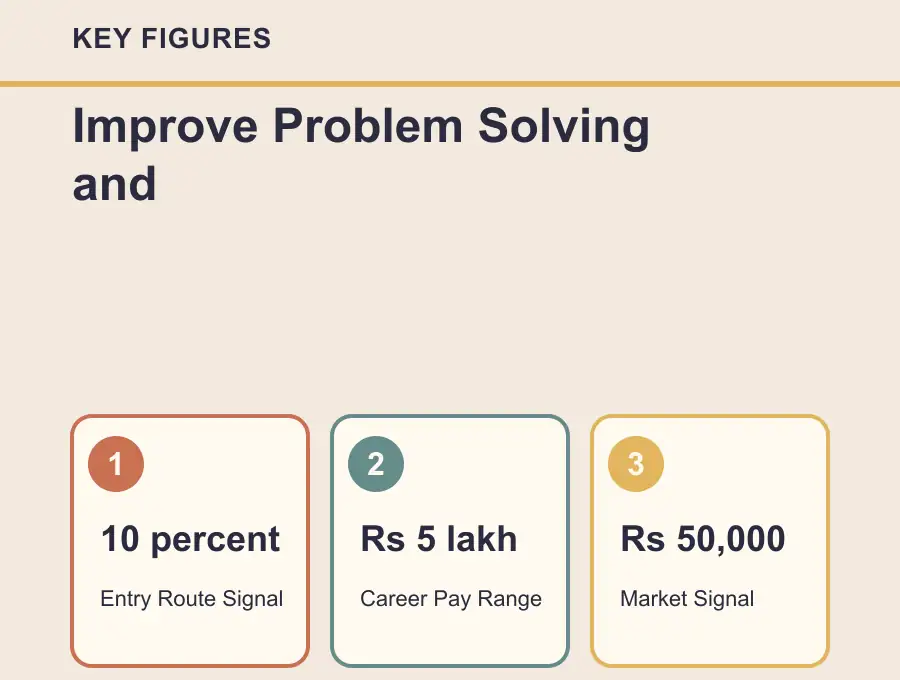 KEY FIGURES
Improve Problem Solving
and
1
10 percent
Entry Route Signal
2
Rs 5 lakh
Career Pay Range
3
Rs 50,000
Market Signal